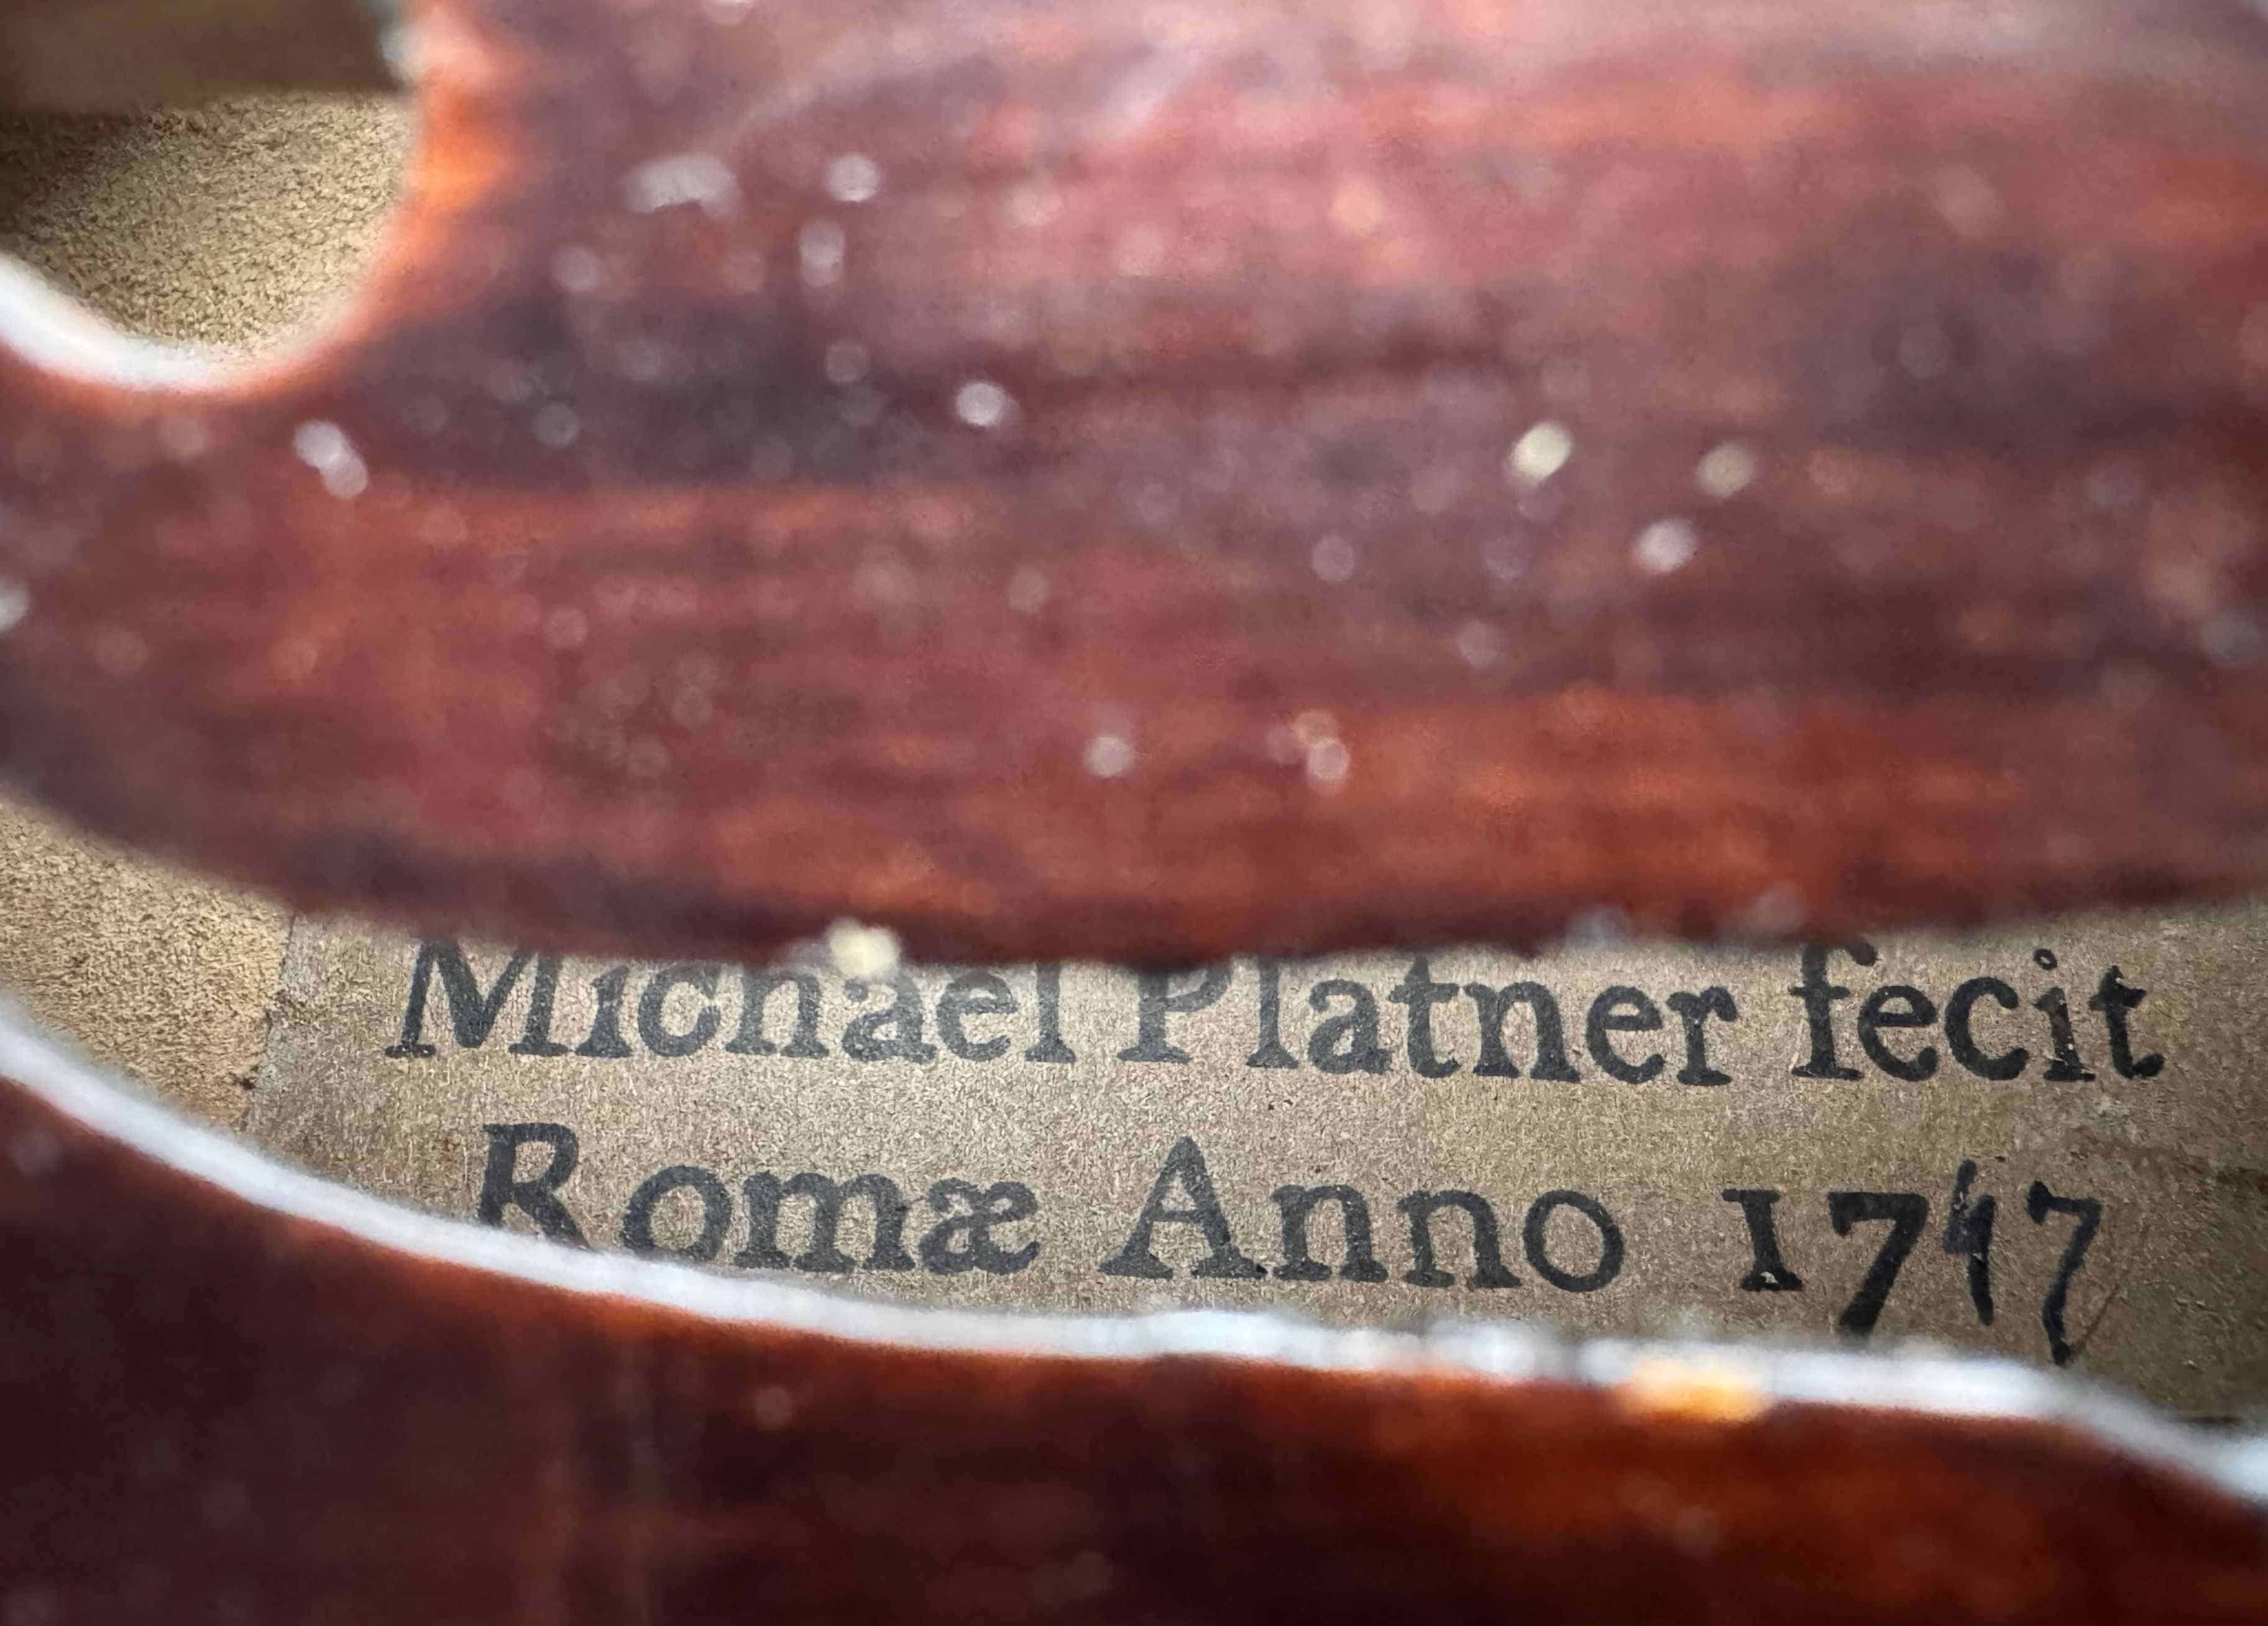 Michael Platner fecit
Romæ Anno 1747